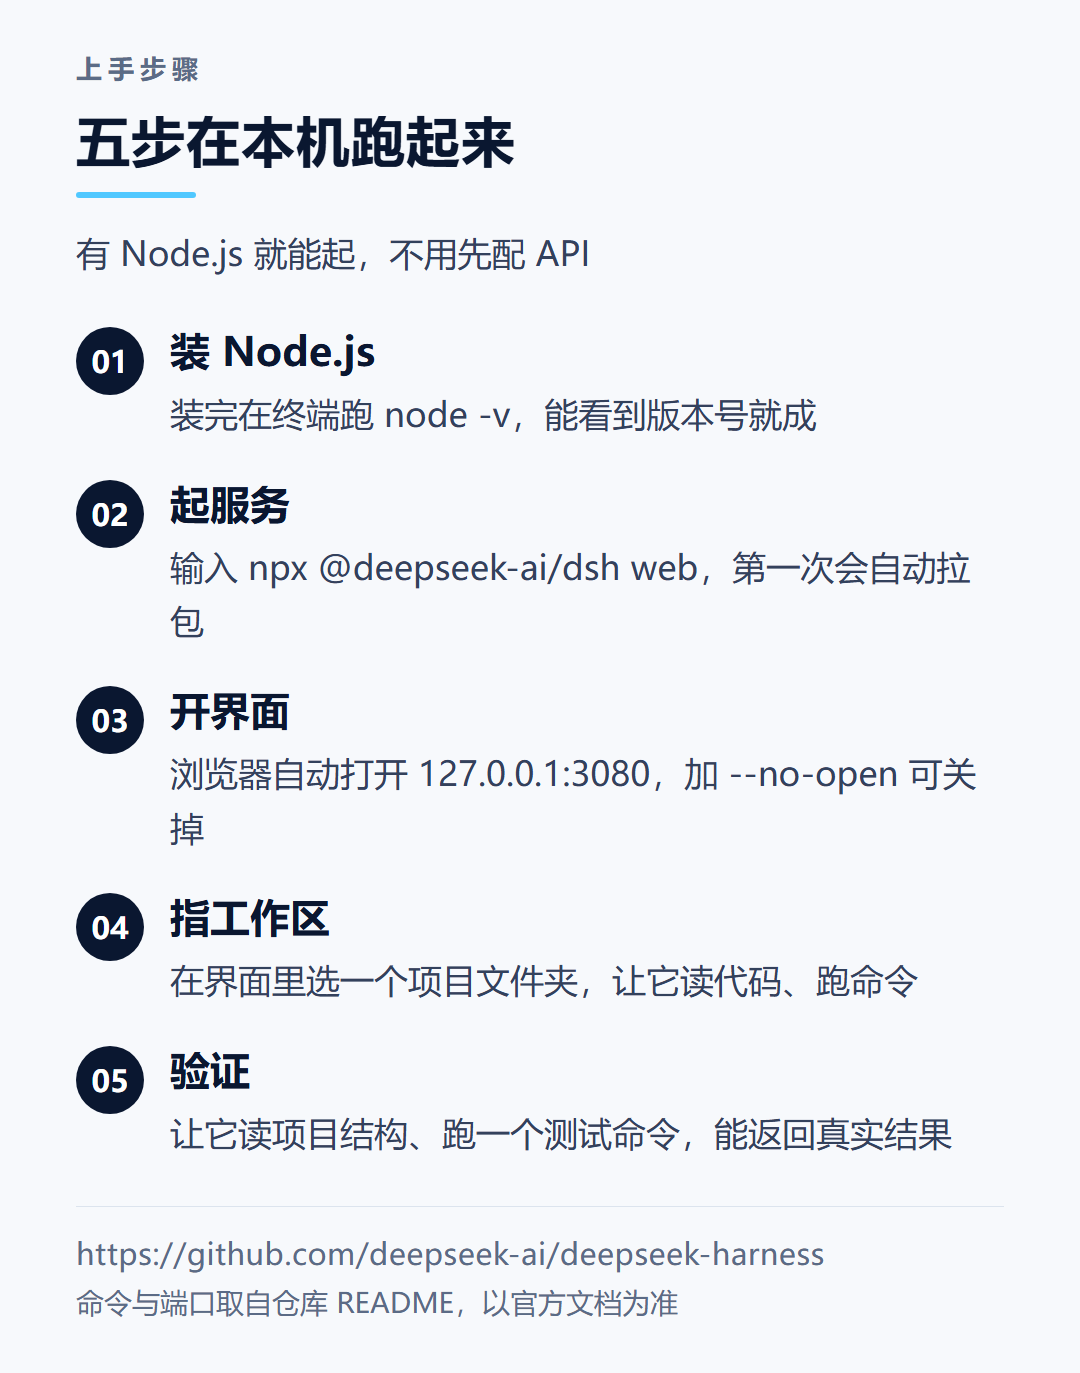 上手步骤
五步在本机跑起来
有 Node.js 就能起，不用先配 API
01
装 Node.js
装完在终端跑 node -v，能看到版本号就成
02
起服务
输入 npx @deepseek-ai/dsh web，第一次会自动拉
包
03
开界面
浏览器自动打开 127.0.0.1:3080，加 --no-open 可关
掉
04
指工作区
在界面里选一个项目文件夹，让它读代码、跑命令
05
验证
让它读项目结构、跑一个测试命令，能返回真实结果
https://github.com/deepseek-ai/deepseek-harness
命令与端口取自仓库 README，以官方文档为准